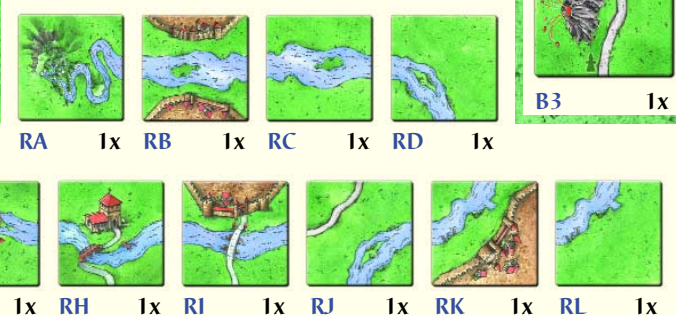 B3 1x
RA 1x RB 1x RC 1x RD 1x
1x RH 1x RI 1x RJ 1x RK 1x RL 1x